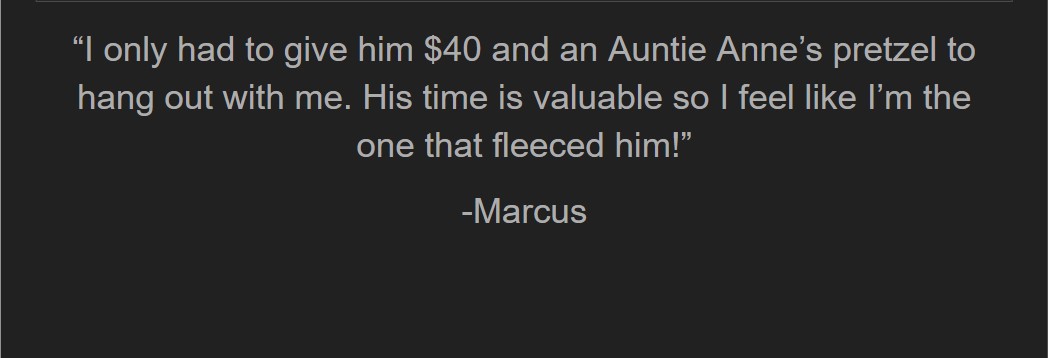 “I only had to give him $40 and an Auntie Anne’s pretzel to
hang out with me. His time is valuable so I feel like I’m the
one that fleeced him!”
-Marcus